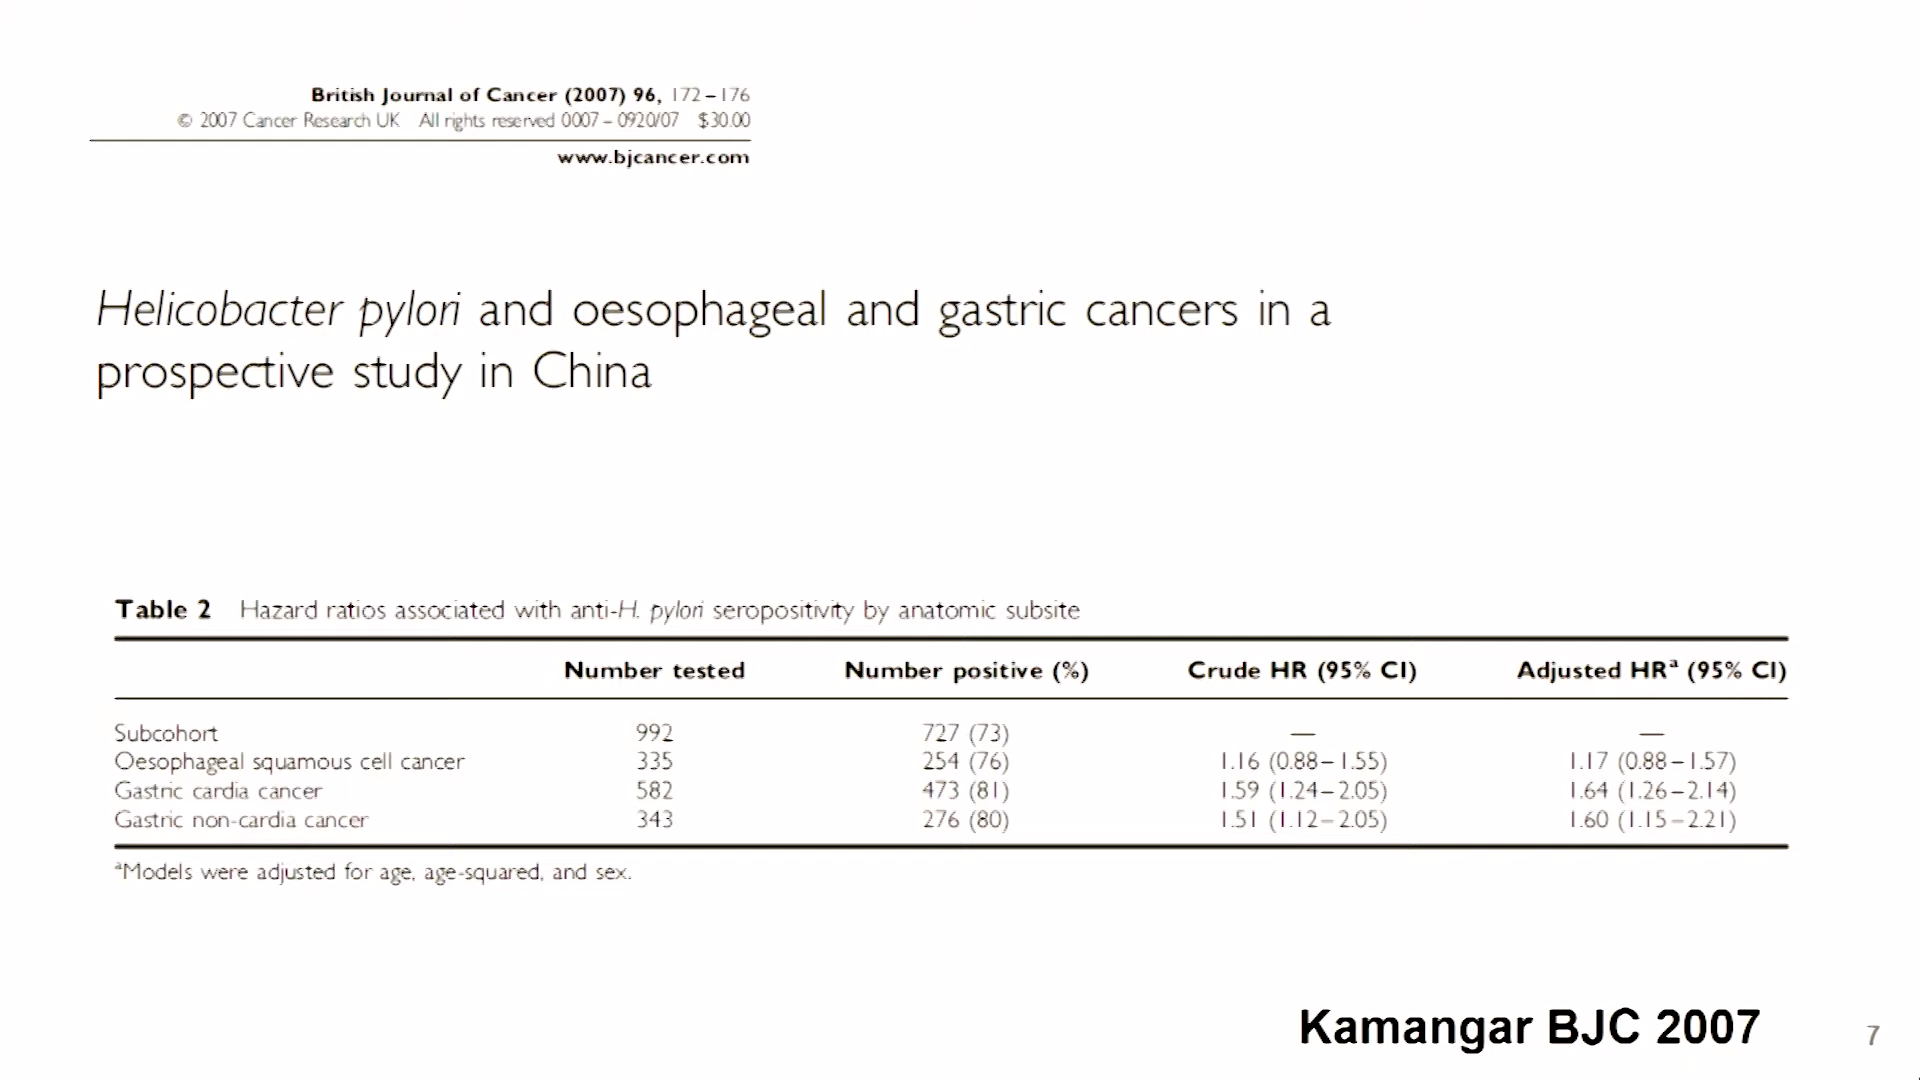 British Journal of Cancer (2007) 96, 172 – 176
© 2007 Cancer Research UK All rights reserved 0007 – 0920/07 $30.00
www.bjcancer.com
Helicobacter pylori and oesophageal and gastric cancers in a
prospective study in China
Table 2 Hazard ratios associated with anti-H. pylori seropositivity by anatomic subsite
Number tested Number positive (%) Crude HR (95% CI) Adjusted HRᵃ (95% CI)
Subcohort 992 727 (73) — —
Oesophageal squamous cell cancer 335 254 (76) 1.16 (0.88–1.55) 1.17 (0.88–1.57)
Gastric cardia cancer 582 473 (81) 1.59 (1.24–2.05) 1.64 (1.26–2.14)
Gastric non-cardia cancer 343 276 (80) 1.51 (1.12–2.05) 1.60 (1.15–2.21)
ᵃModels were adjusted for age, age-squared, and sex.
Kamangar BJC 2007
7